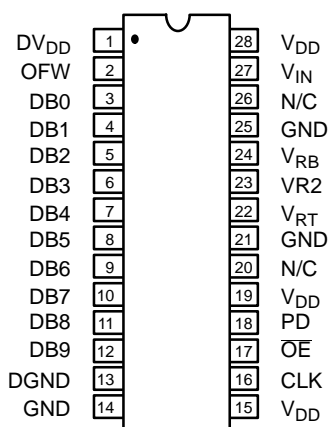 DVDD 1 28 VDD
OFW 2 27 VIN
DB0 3 26 N/C
DB1 4 25 GND
DB2 5 24 VRB
DB3 6 23 VR2
DB4 7 22 VRT
DB5 8 21 GND
DB6 9 20 N/C
DB7 10 19 VDD
DB8 11 18 PD
DB9 12 17 O̅E̅
DGND 13 16 CLK
GND 14 15 VDD